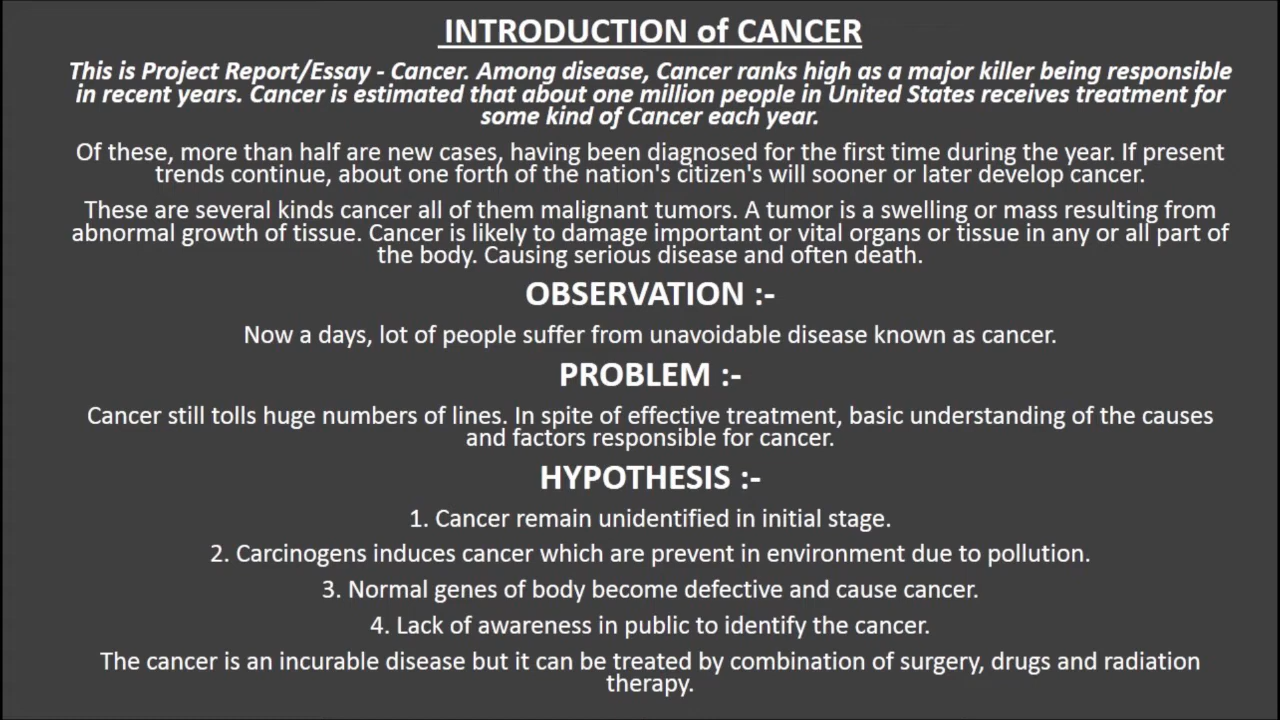 INTRODUCTION of CANCER
This is Project Report/Essay - Cancer. Among disease, Cancer ranks high as a major killer being responsible
in recent years. Cancer is estimated that about one million people in United States receives treatment for
some kind of Cancer each year.
Of these, more than half are new cases, having been diagnosed for the first time during the year. If present
trends continue, about one forth of the nation's citizen's will sooner or later develop cancer.
These are several kinds cancer all of them malignant tumors. A tumor is a swelling or mass resulting from
abnormal growth of tissue. Cancer is likely to damage important or vital organs or tissue in any or all part of
the body. Causing serious disease and often death.
OBSERVATION :-
Now a days, lot of people suffer from unavoidable disease known as cancer.
PROBLEM :-
Cancer still tolls huge numbers of lines. In spite of effective treatment, basic understanding of the causes
and factors responsible for cancer.
HYPOTHESIS :-
1. Cancer remain unidentified in initial stage.
2. Carcinogens induces cancer which are prevent in environment due to pollution.
3. Normal genes of body become defective and cause cancer.
4. Lack of awareness in public to identify the cancer.
The cancer is an incurable disease but it can be treated by combination of surgery, drugs and radiation
therapy.